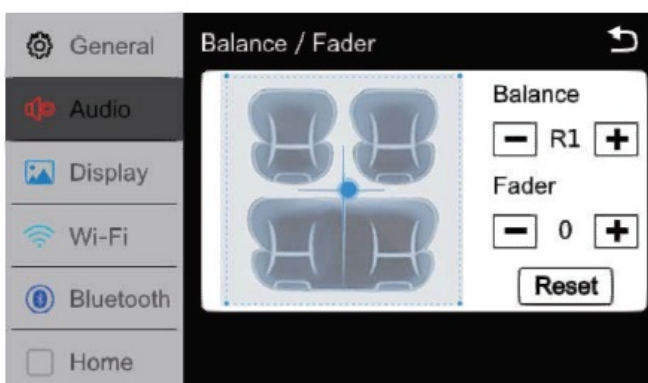 General
Audio
Display
Wi-Fi
Bluetooth
Home
Balance / Fader
Balance
R1
Fader
0
Reset